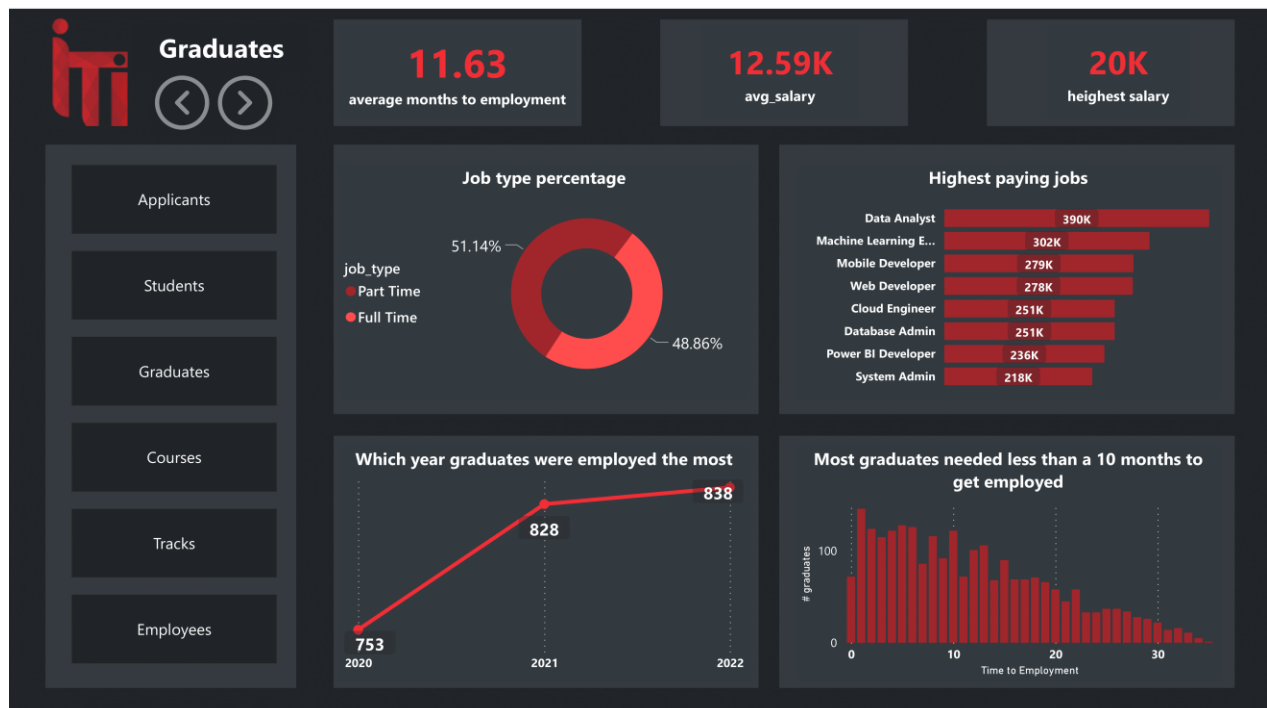 iTi
Graduates
11.63
average months to employment
12.59K
avg_salary
20K
heighest salary
Applicants
Students
Graduates
Courses
Tracks
Employees
Job type percentage
job_type
Part Time
Full Time
51.14%
48.86%
Highest paying jobs
Data Analyst 390K
Machine Learning E... 302K
Mobile Developer 279K
Web Developer 278K
Cloud Engineer 251K
Database Admin 251K
Power BI Developer 236K
System Admin 218K
Which year graduates were employed the most
753
828
838
2020 2021 2022
Most graduates needed less than a 10 months to
get employed
# graduates
100
0
0 10 20 30
Time to Employment